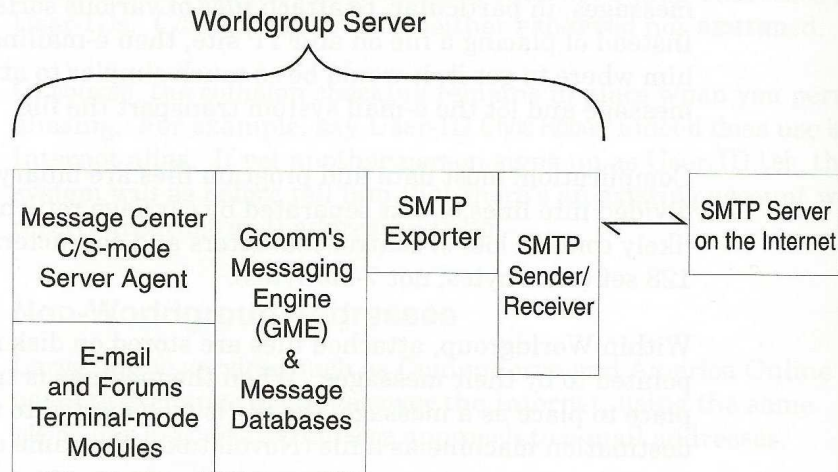 Worldgroup Server
Message Center
C/S-mode
Server Agent
E-mail
and Forums
Terminal-mode
Modules
Gcomm's
Messaging
Engine
(GME)
&
Message
Databases
SMTP
Exporter
SMTP
Sender/
Receiver
SMTP Server
on the Internet